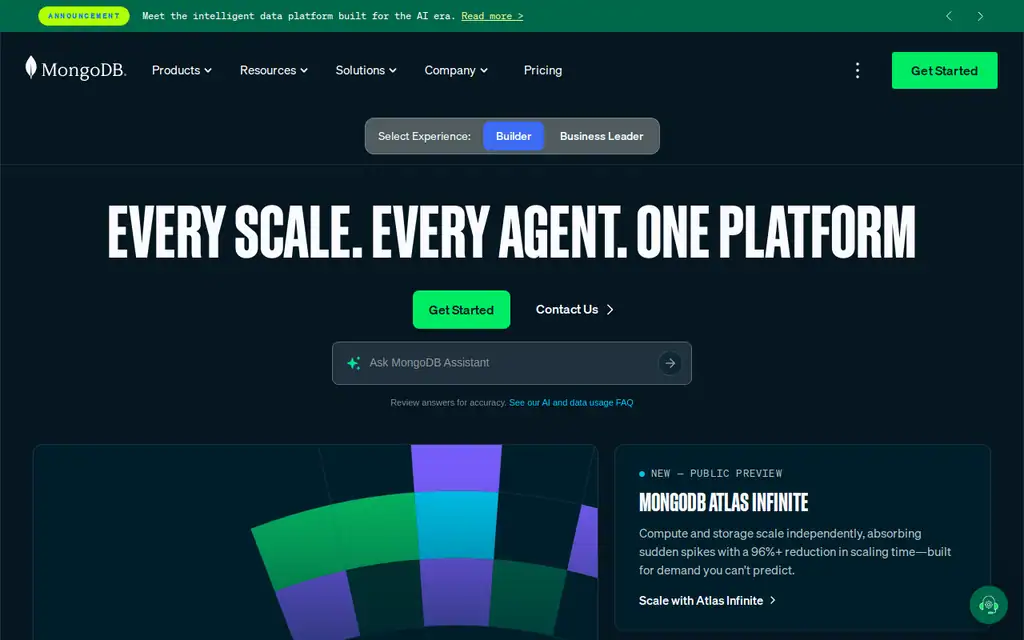 ANNOUNCEMENT Meet the intelligent data platform built for the AI era. Read more >
MongoDB. Products Resources Solutions Company Pricing Get Started
Select Experience: Builder Business Leader
EVERY SCALE. EVERY AGENT. ONE PLATFORM
Get Started Contact Us
Ask MongoDB Assistant
Review answers for accuracy. See our AI and data usage FAQ
NEW — PUBLIC PREVIEW
MONGODB ATLAS INFINITE
Compute and storage scale independently, absorbing
sudden spikes with a 96%+ reduction in scaling time—built
for demand you can't predict.
Scale with Atlas Infinite